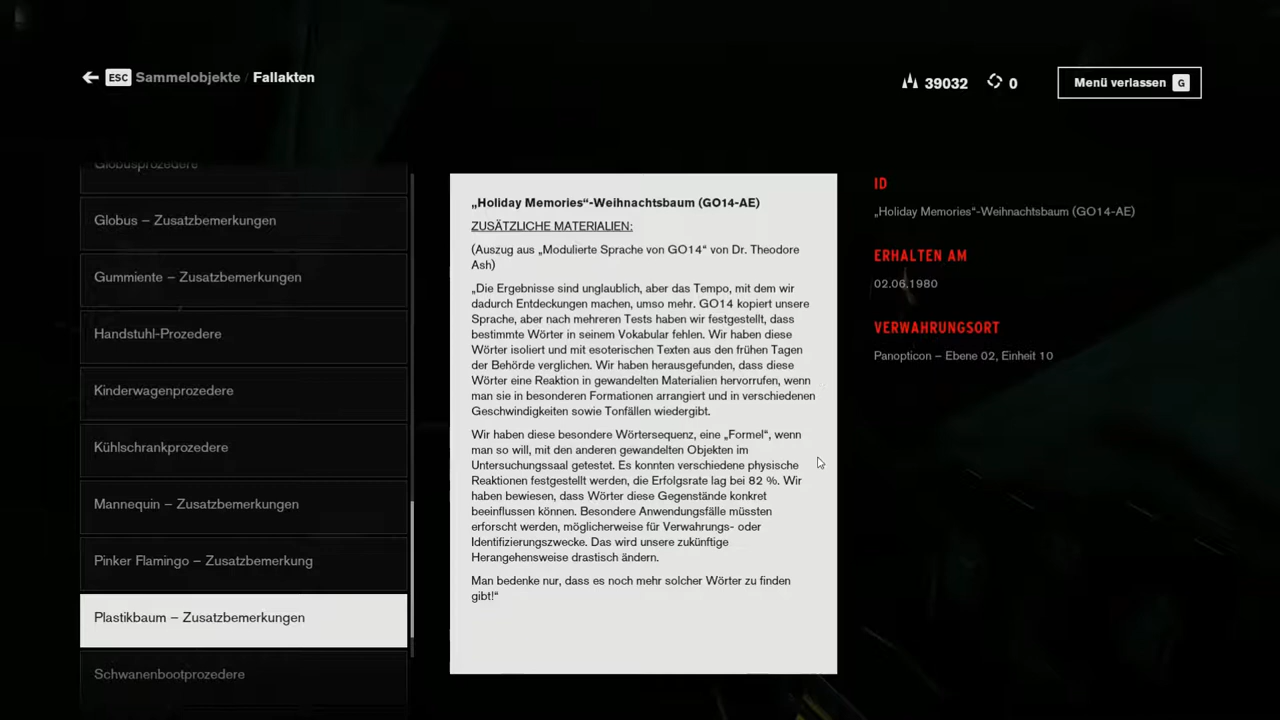 ESC Sammelobjekte / Fallakten
39032
0
Menü verlassen G
Globusprozedere
Globus – Zusatzbemerkungen
Gummiente – Zusatzbemerkungen
Handstuhl-Prozedere
Kinderwagenprozedere
Kühlschrankprozedere
Mannequin – Zusatzbemerkungen
Pinker Flamingo – Zusatzbemerkung
Plastikbaum – Zusatzbemerkungen
Schwanenbootprozedere
„Holiday Memories“-Weihnachtsbaum (GO14-AE)
ZUSÄTZLICHE MATERIALIEN:
(Auszug aus „Modulierte Sprache von GO14“ von Dr. Theodore
Ash)
„Die Ergebnisse sind unglaublich, aber das Tempo, mit dem wir
dadurch Entdeckungen machen, umso mehr. GO14 kopiert unsere
Sprache, aber nach mehreren Tests haben wir festgestellt, dass
bestimmte Wörter in seinem Vokabular fehlen. Wir haben diese
Wörter isoliert und mit esoterischen Texten aus den frühen Tagen
der Behörde verglichen. Wir haben herausgefunden, dass diese
Wörter eine Reaktion in gewandelten Materialien hervorrufen, wenn
man sie in besonderen Formationen arrangiert und in verschiedenen
Geschwindigkeiten sowie Tonfällen wiedergibt.
Wir haben diese besondere Wörtersequenz, eine „Formel“, wenn
man so will, mit den anderen gewandelten Objekten im
Untersuchungssaal getestet. Es konnten verschiedene physische
Reaktionen festgestellt werden, die Erfolgsrate lag bei 82 %. Wir
haben bewiesen, dass Wörter diese Gegenstände konkret
beeinflussen können. Besondere Anwendungsfälle müssten
erforscht werden, möglicherweise für Verwahrungs- oder
Identifizierungszwecke. Das wird unsere zukünftige
Herangehensweise drastisch ändern.
Man bedenke nur, dass es noch mehr solcher Wörter zu finden
gibt!“
ID
„Holiday Memories“-Weihnachtsbaum (GO14-AE)
ERHALTEN AM
02.06.1980
VERWAHRUNGSORT
Panopticon – Ebene 02, Einheit 10